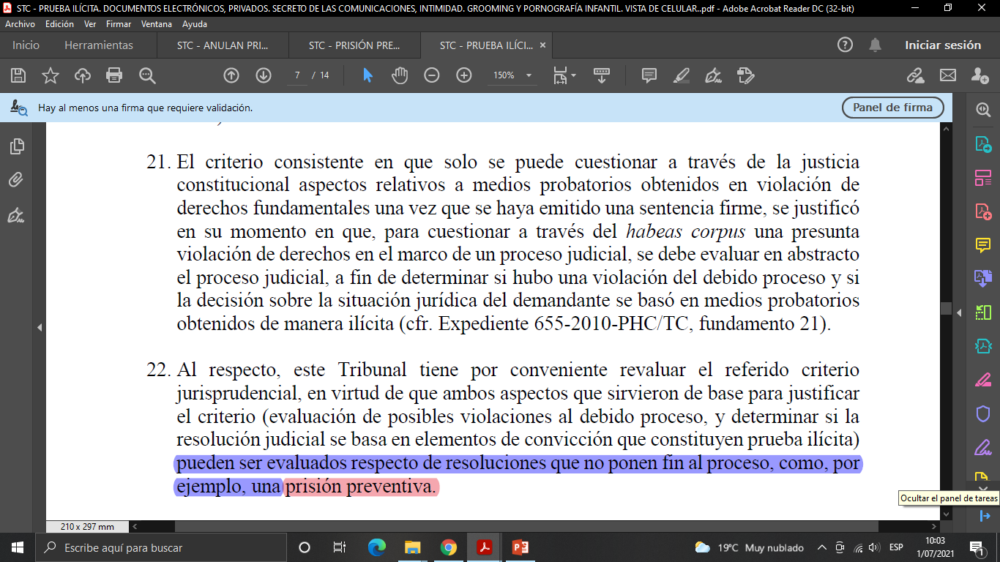 STC - PRUEBA ILÍCITA. DOCUMENTOS ELECTRÓNICOS, PRIVADOS. SECRETO DE LAS COMUNICACIONES, INTIMIDAD. GROOMING Y PORNOGRAFÍA INFANTIL. VISTA DE CELULAR..pdf - Adobe Acrobat Reader DC (32-bit)
Archivo Edición Ver Firmar Ventana Ayuda
Inicio Herramientas STC - ANULAN PRI... STC - PRISIÓN PRE... STC - PRUEBA ILÍCI... × Iniciar sesión
7 / 14 150%
Hay al menos una firma que requiere validación. Panel de firma
21. El criterio consistente en que solo se puede cuestionar a través de la justicia
constitucional aspectos relativos a medios probatorios obtenidos en violación de
derechos fundamentales una vez que se haya emitido una sentencia firme, se justificó
en su momento en que, para cuestionar a través del habeas corpus una presunta
violación de derechos en el marco de un proceso judicial, se debe evaluar en abstracto
el proceso judicial, a fin de determinar si hubo una violación del debido proceso y si
la decisión sobre la situación jurídica del demandante se basó en medios probatorios
obtenidos de manera ilícita (cfr. Expediente 655-2010-PHC/TC, fundamento 21).
22. Al respecto, este Tribunal tiene por conveniente revaluar el referido criterio
jurisprudencial, en virtud de que ambos aspectos que sirvieron de base para justificar
el criterio (evaluación de posibles violaciones al debido proceso, y determinar si la
resolución judicial se basa en elementos de convicción que constituyen prueba ilícita)
pueden ser evaluados respecto de resoluciones que no ponen fin al proceso, como, por
ejemplo, una prisión preventiva.
Ocultar el panel de tareas
210 x 297 mm
Escribe aquí para buscar 19°C Muy nublado ESP 10:03
1/07/2021 1